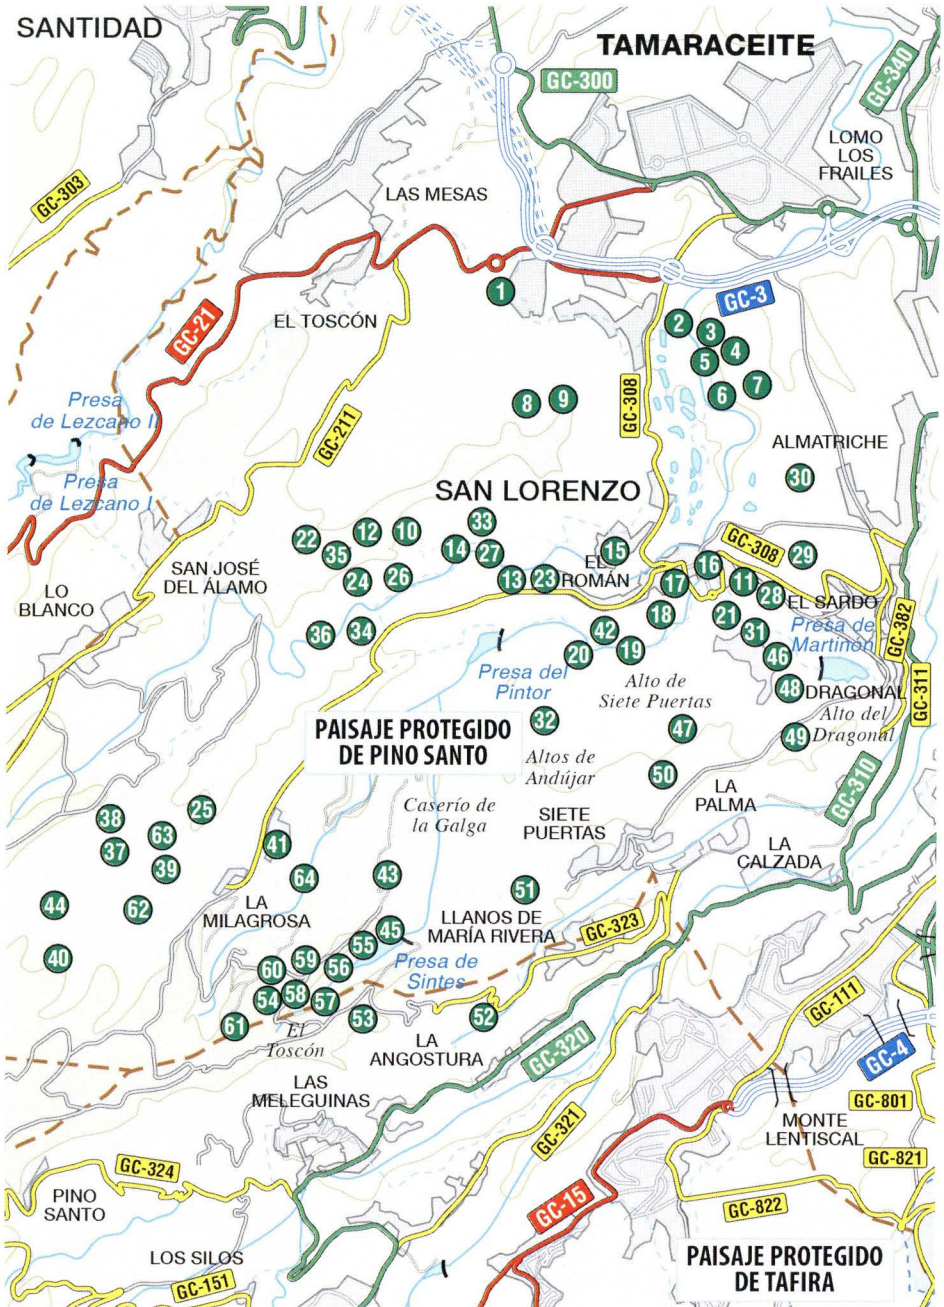 SANTIDAD
TAMARACEITE
GC-300
GC-340
LOMO
LOS
FRAILES
GC-303
LAS MESAS
1
GC-3
GC-21
EL TOSCÓN
2
3
4
5
6
7
8
9
GC-308
GC-211
Presa
de Lezcano II
Presa
de Lezcano I
ALMATRICHE
30
SAN LORENZO
33
22
12
10
35
14
27
15
GC-308
29
24
26
13
23
EL
ROMÁN
16
17
11
28
SAN JOSÉ
DEL ÁLAMO
LO
BLANCO
EL SARDO
GC-382
36
34
42
18
21
31
Presa de
Martinón
20
19
46
Presa del
Pintor
Alto de
Siete Puertas
48
DRAGONAL
GC-311
32
47
49
Alto del
Dragonal
PAISAJE PROTEGIDO
DE PINO SANTO
Altos de
Andújar
50
GC-310
LA
PALMA
Caserío de
la Galga
SIETE
PUERTAS
25
38
63
37
39
41
LA
CALZADA
64
43
51
44
62
LA
MILAGROSA
LLANOS DE
MARÍA RIVERA
GC-323
45
55
40
59
60
56
Presa de
Sintes
54
58
57
53
52
61
El
Toscón
LA
ANGOSTURA
GC-111
GC-320
GC-4
LAS
MELEGUINAS
GC-801
MONTE
LENTISCAL
GC-321
GC-821
GC-324
PINO
SANTO
GC-15
GC-822
LOS SILOS
GC-151
PAISAJE PROTEGIDO
DE TAFIRA